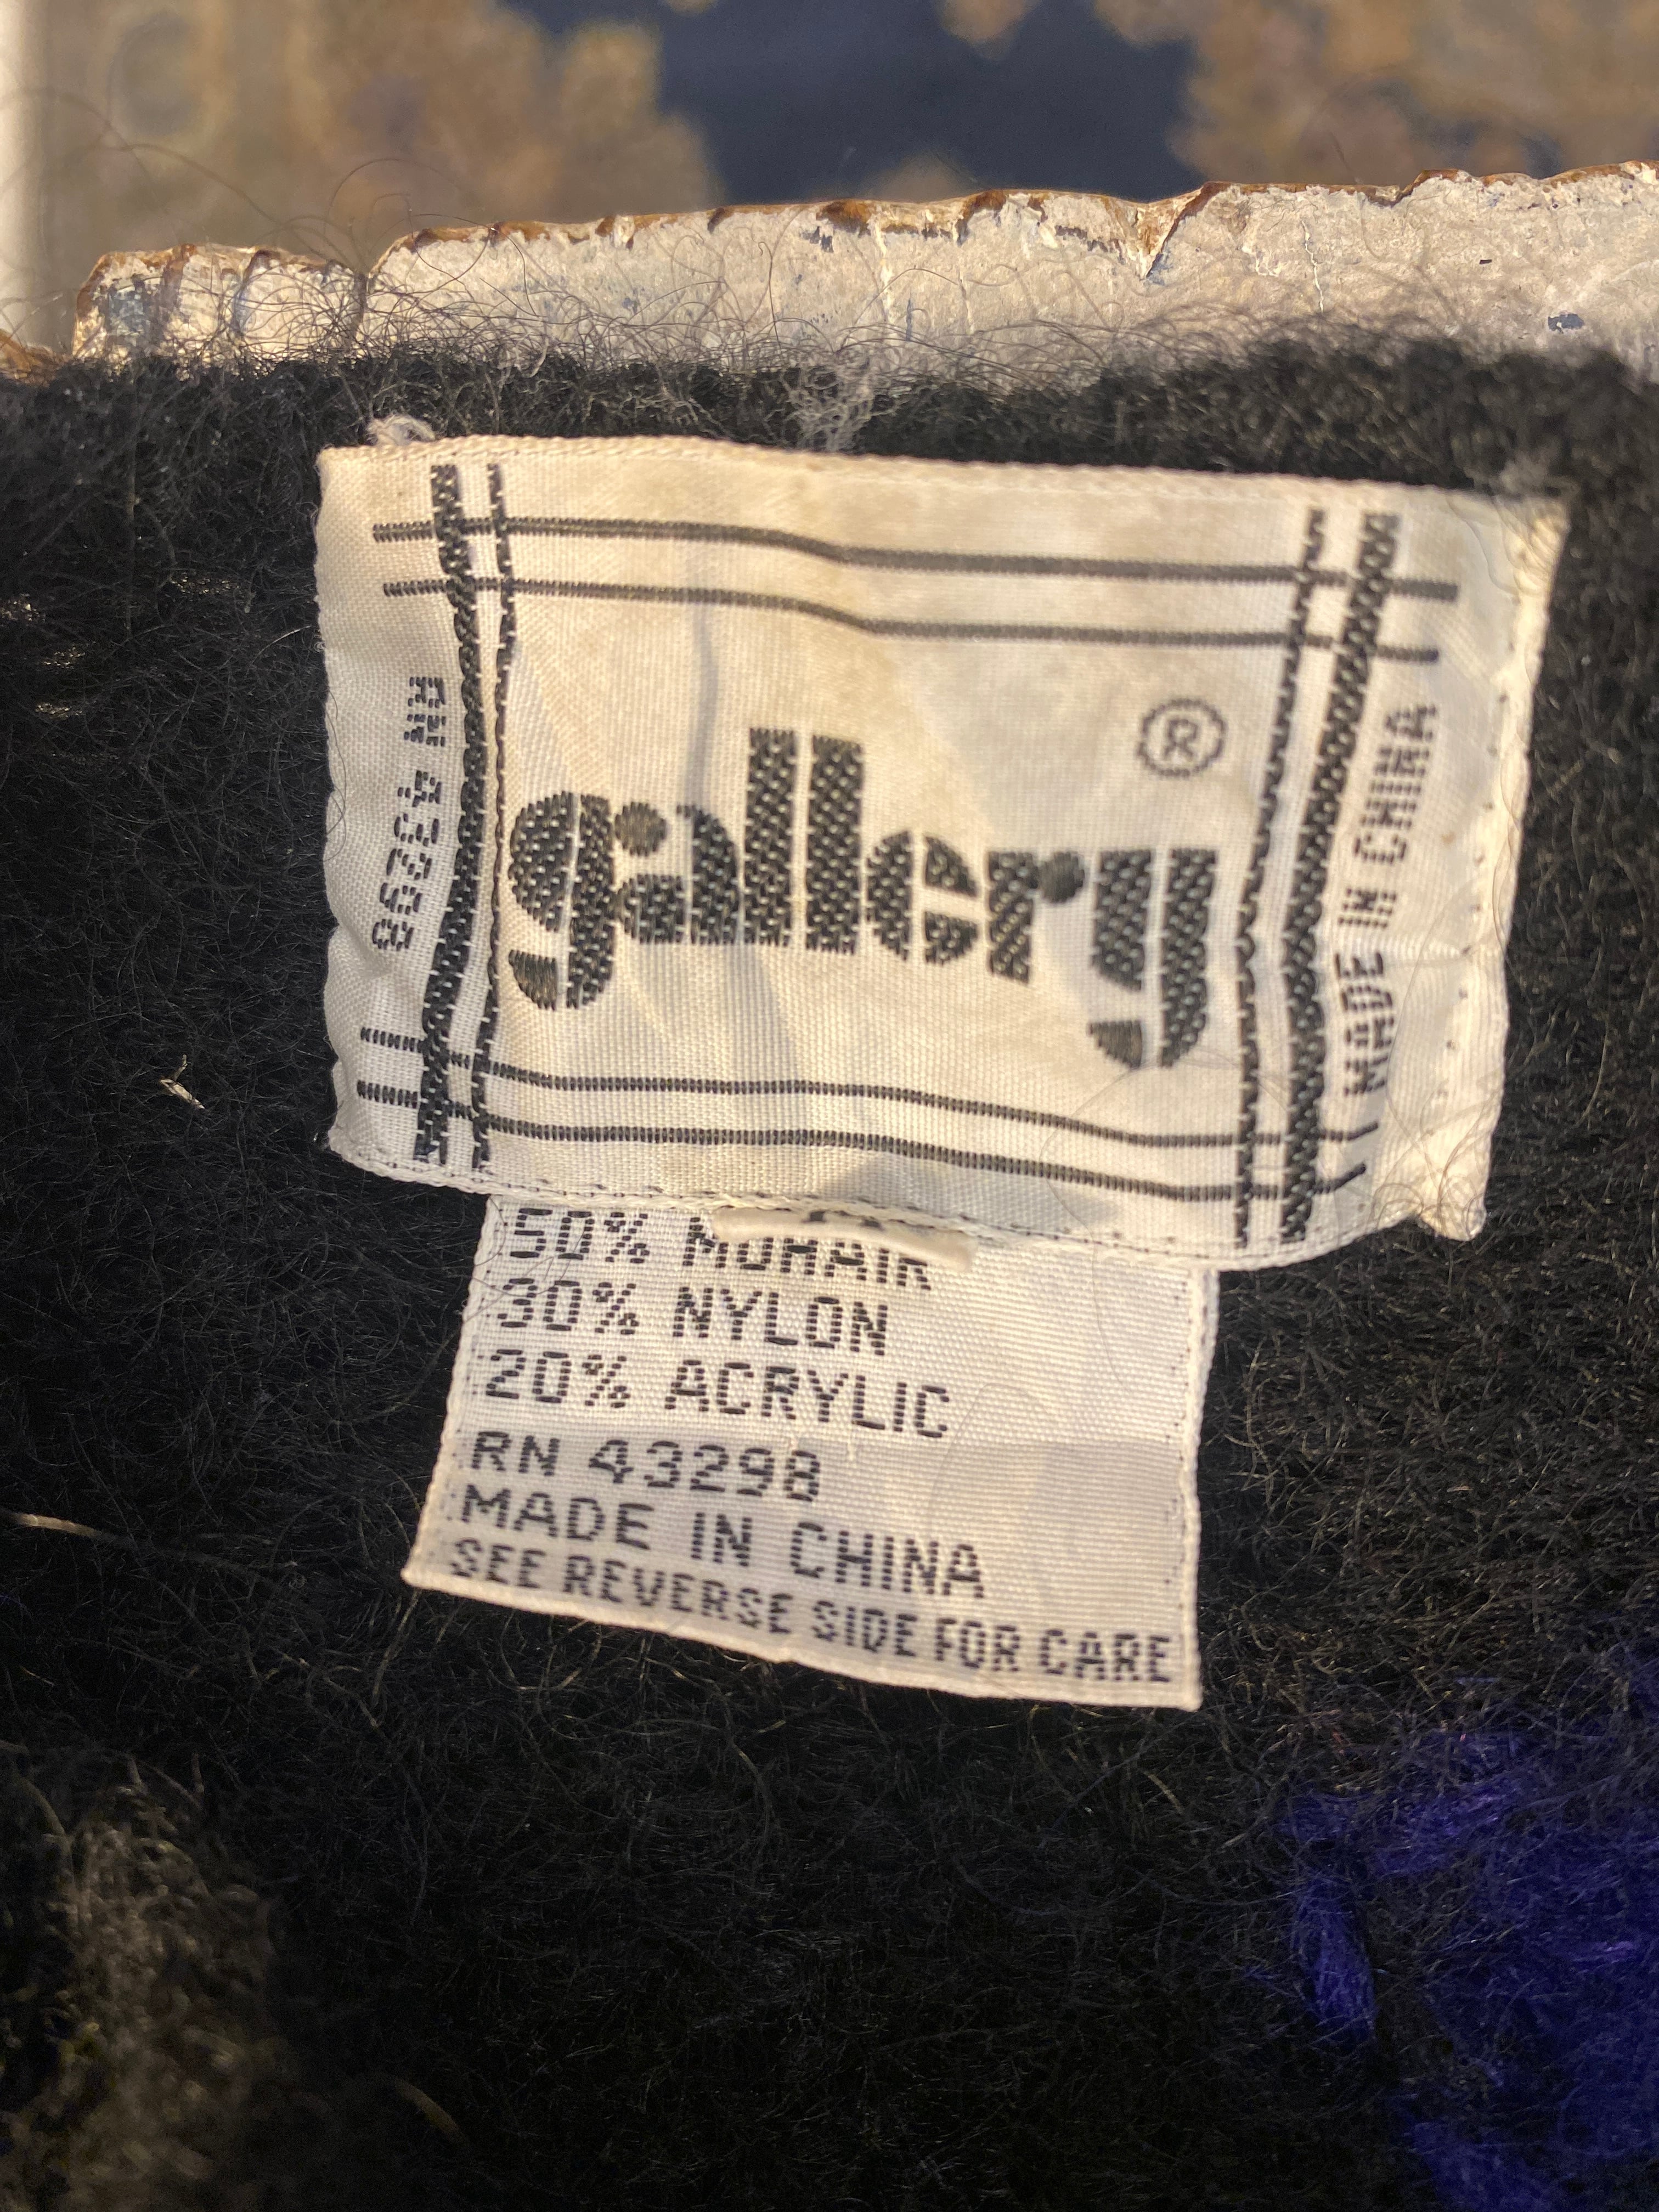 RN 43298
gallery®
MADE IN CHINA
50% MOHAIR
30% NYLON
20% ACRYLIC
RN 43298
MADE IN CHINA
SEE REVERSE SIDE FOR CARE